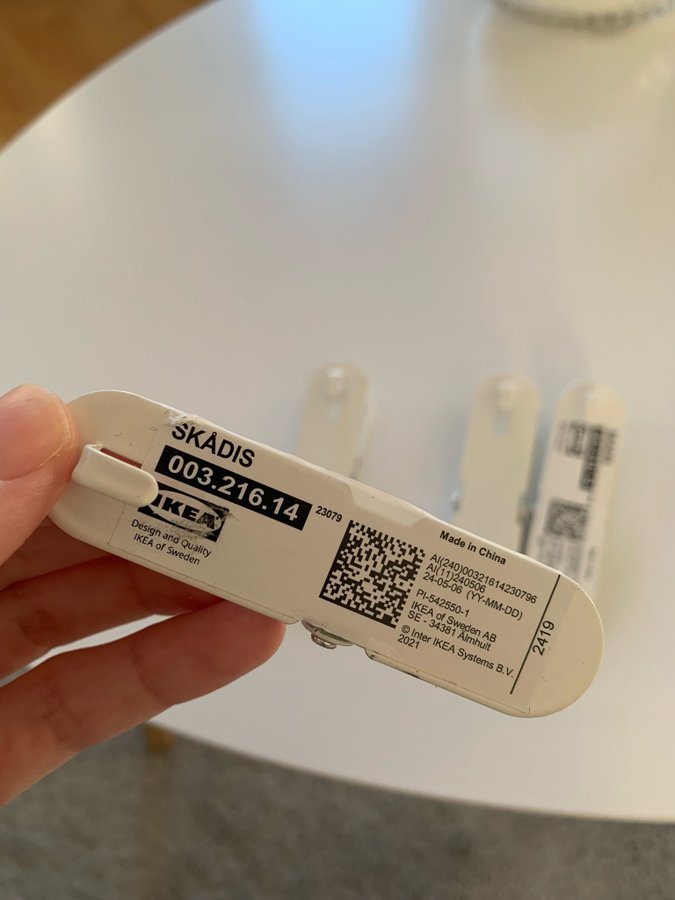 SKÅDIS
003.216.14
IKEA
Design and Quality
IKEA of Sweden
23079
Made in China
AI(240)00321614230796
AI(11)240506
24-05-06 (YY-MM-DD)
PI-542550-1
IKEA of Sweden AB
SE - 34381 Älmhult
© Inter IKEA Systems B.V.
2021
2419